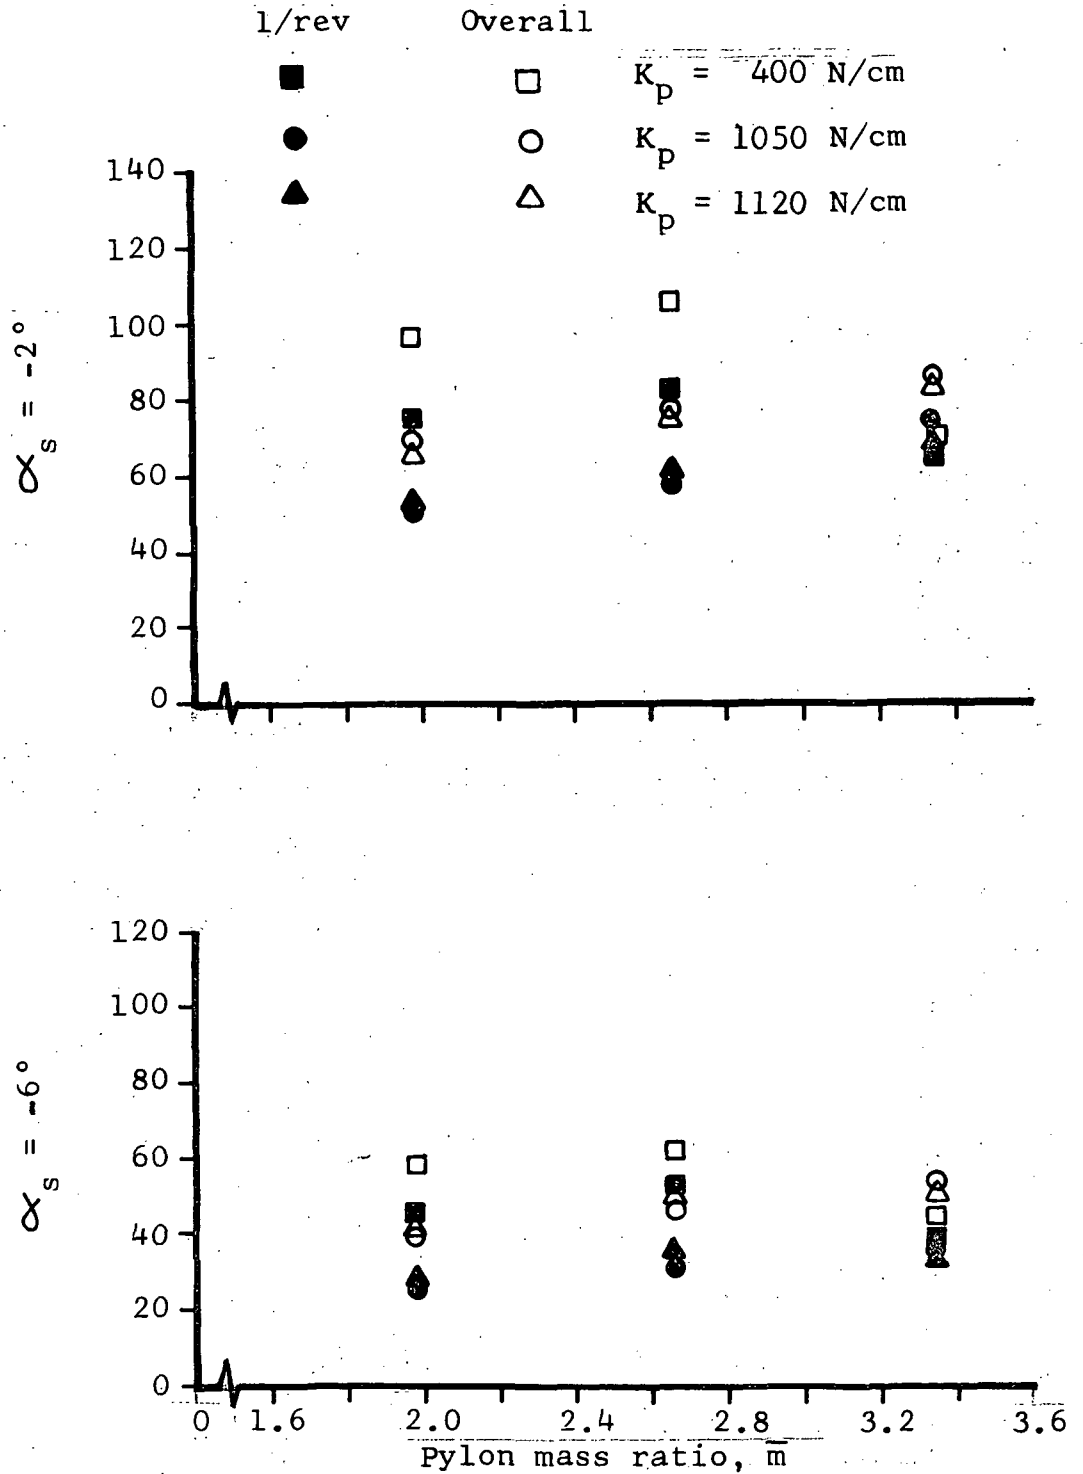 1/rev Overall
K_p = 400 N/cm
K_p = 1050 N/cm
K_p = 1120 N/cm
140
120
100
80
60
40
20
0
α_s = -2°
120
100
80
60
40
20
0
α_s = -6°
0 1.6 2.0 2.4 2.8 3.2 3.6
Pylon mass ratio, m̅